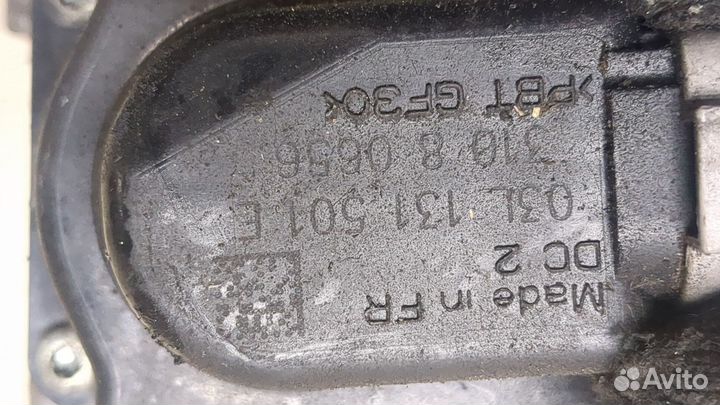 Made in FR
DC 2
03L 131 501 E
310 8 0656
>PBT GF30<
Avito